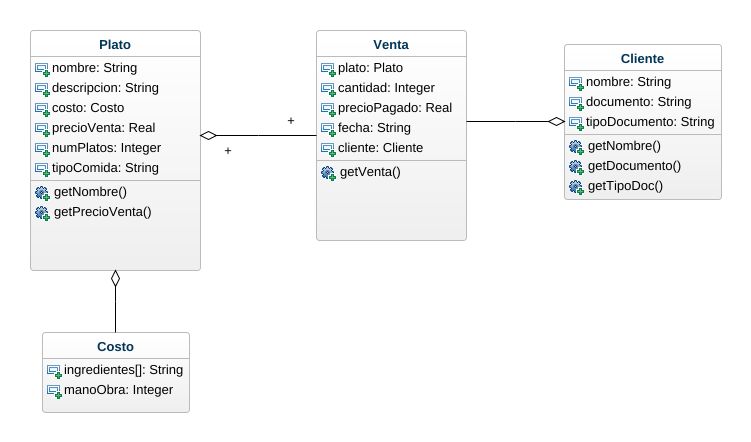 Plato
nombre: String
descripcion: String
costo: Costo
precioVenta: Real
numPlatos: Integer
tipoComida: String
getNombre()
getPrecioVenta()
+
+
Venta
plato: Plato
cantidad: Integer
precioPagado: Real
fecha: String
cliente: Cliente
getVenta()
Cliente
nombre: String
documento: String
tipoDocumento: String
getNombre()
getDocumento()
getTipoDoc()
Costo
ingredientes[]: String
manoObra: Integer